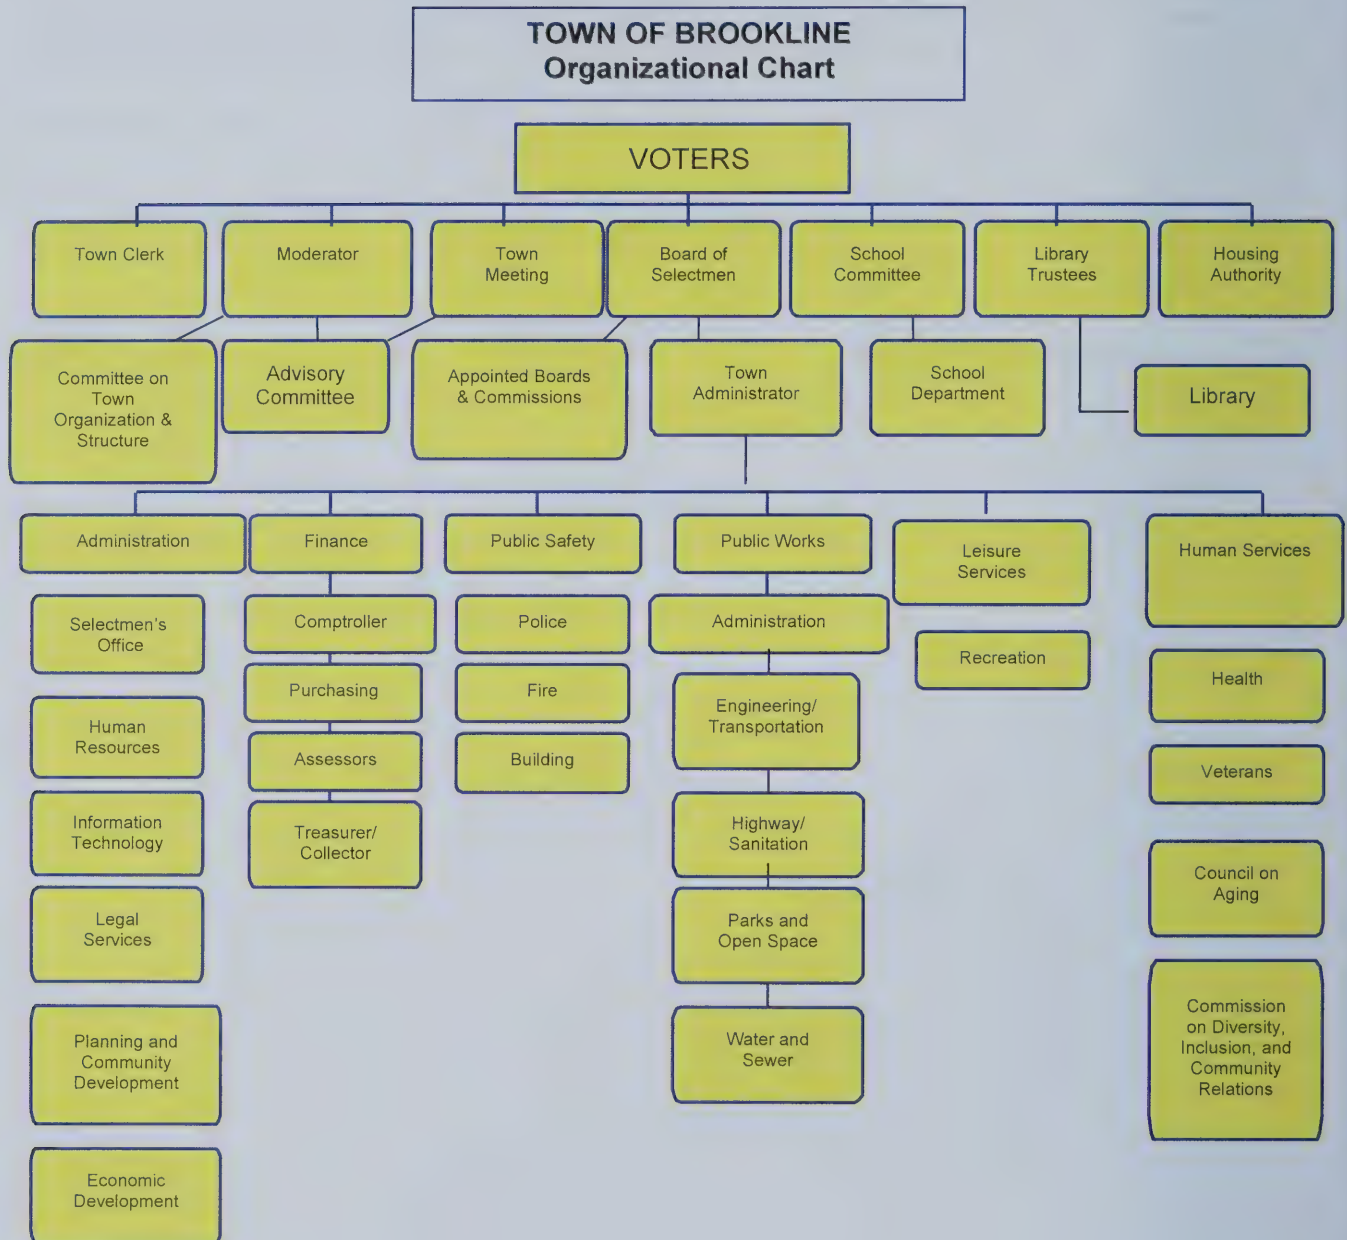 TOWN OF BROOKLINE
Organizational Chart
VOTERS
Town Clerk
Moderator
Town
Meeting
Board of
Selectmen
School
Committee
Library
Trustees
Housing
Authority
Committee on
Town
Organization &
Structure
Advisory
Committee
Appointed Boards
& Commissions
Town
Administrator
School
Department
Library
Administration
Finance
Public Safety
Public Works
Leisure
Services
Human Services
Selectmen's
Office
Human
Resources
Information
Technology
Legal
Services
Planning and
Community
Development
Economic
Development
Comptroller
Purchasing
Assessors
Treasurer/
Collector
Police
Fire
Building
Administration
Engineering/
Transportation
Highway/
Sanitation
Parks and
Open Space
Water and
Sewer
Recreation
Health
Veterans
Council on
Aging
Commission
on Diversity,
Inclusion, and
Community
Relations